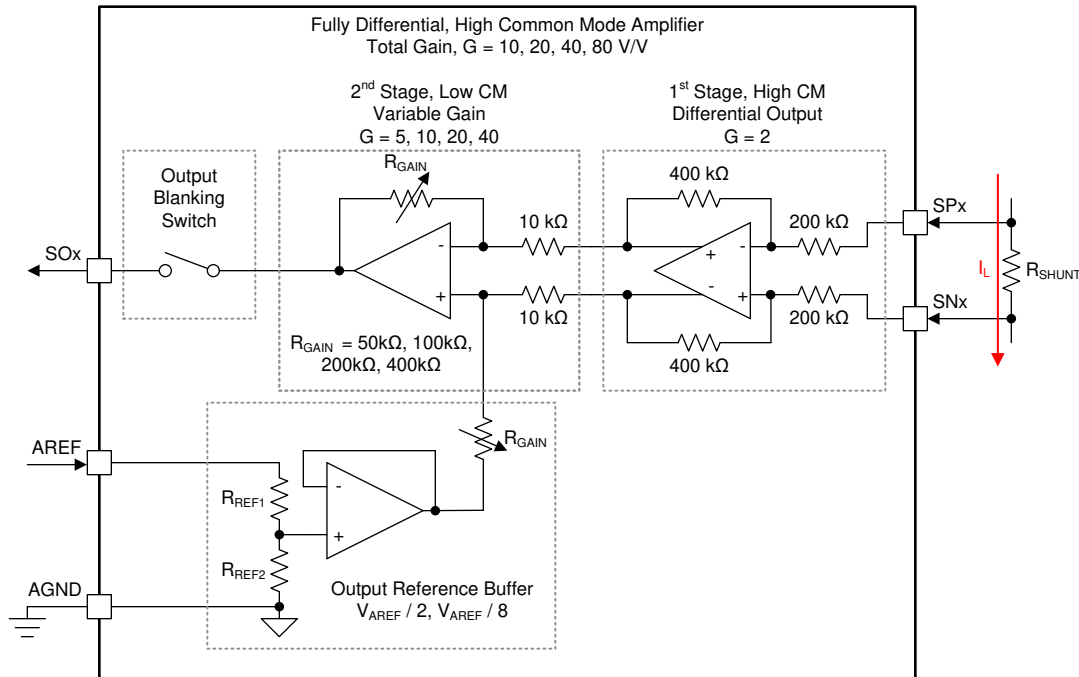 Fully Differential, High Common Mode Amplifier
Total Gain, G = 10, 20, 40, 80 V/V
2nd Stage, Low CM
Variable Gain
G = 5, 10, 20, 40
1st Stage, High CM
Differential Output
G = 2
Output
Blanking
Switch
RGAIN
400 kΩ
SOx
-
+
10 kΩ
10 kΩ
RGAIN = 50kΩ, 100kΩ,
200kΩ, 400kΩ
+
-
-
+
200 kΩ
200 kΩ
400 kΩ
SPx
SNx
IL
RSHUNT
AREF
RREF1
RREF2
-
+
RGAIN
AGND
Output Reference Buffer
VAREF / 2, VAREF / 8